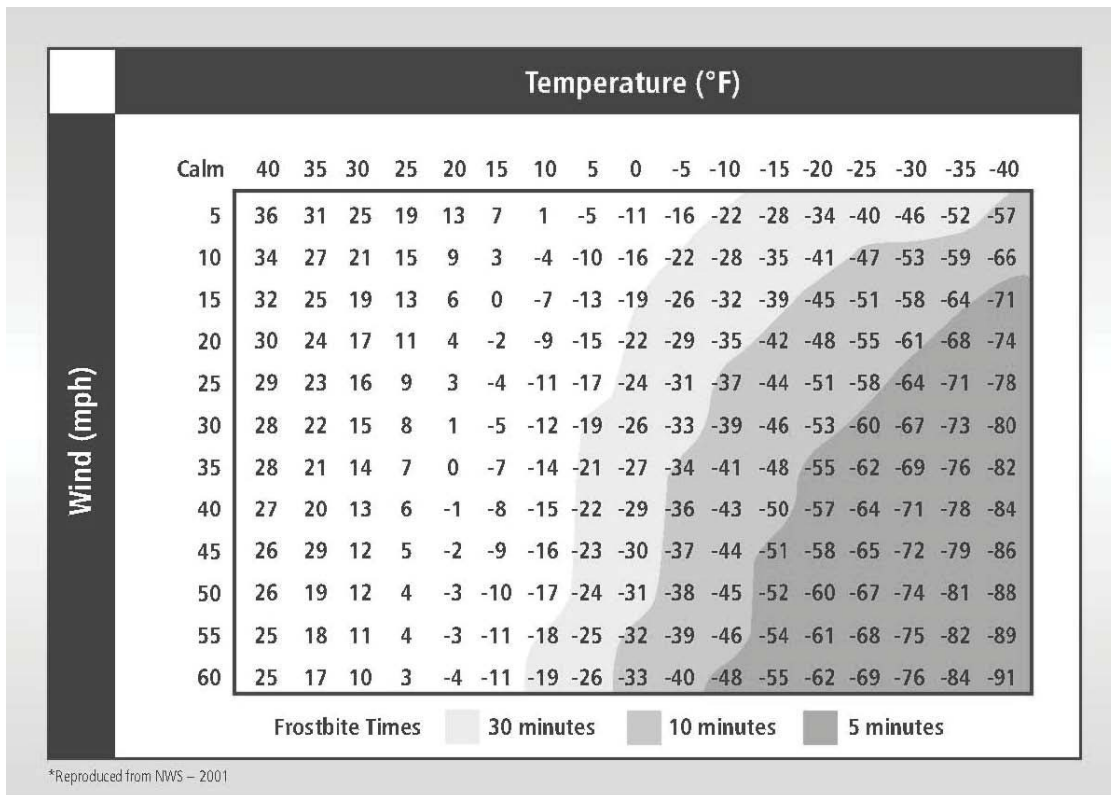 Temperature (°F)
Wind (mph)
Calm 40 35 30 25 20 15 10 5 0 -5 -10 -15 -20 -25 -30 -35 -40
5 36 31 25 19 13 7 1 -5 -11 -16 -22 -28 -34 -40 -46 -52 -57
10 34 27 21 15 9 3 -4 -10 -16 -22 -28 -35 -41 -47 -53 -59 -66
15 32 25 19 13 6 0 -7 -13 -19 -26 -32 -39 -45 -51 -58 -64 -71
20 30 24 17 11 4 -2 -9 -15 -22 -29 -35 -42 -48 -55 -61 -68 -74
25 29 23 16 9 3 -4 -11 -17 -24 -31 -37 -44 -51 -58 -64 -71 -78
30 28 22 15 8 1 -5 -12 -19 -26 -33 -39 -46 -53 -60 -67 -73 -80
35 28 21 14 7 0 -7 -14 -21 -27 -34 -41 -48 -55 -62 -69 -76 -82
40 27 20 13 6 -1 -8 -15 -22 -29 -36 -43 -50 -57 -64 -71 -78 -84
45 26 29 12 5 -2 -9 -16 -23 -30 -37 -44 -51 -58 -65 -72 -79 -86
50 26 19 12 4 -3 -10 -17 -24 -31 -38 -45 -52 -60 -67 -74 -81 -88
55 25 18 11 4 -3 -11 -18 -25 -32 -39 -46 -54 -61 -68 -75 -82 -89
60 25 17 10 3 -4 -11 -19 -26 -33 -40 -48 -55 -62 -69 -76 -84 -91
Frostbite Times 30 minutes 10 minutes 5 minutes
*Reproduced from NWS – 2001